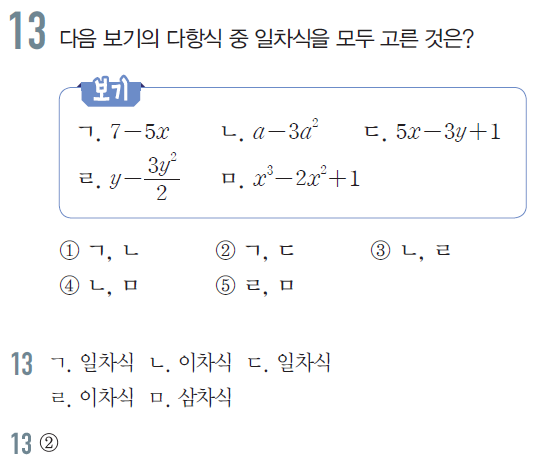 13 다음 보기의 다항식 중 일차식을 모두 고른 것은?
보기
ㄱ. 7-5x ㄴ. a-3a² ㄷ. 5x-3y+1
ㄹ. y-3y²/2 ㅁ. x³-2x²+1
① ㄱ, ㄴ ② ㄱ, ㄷ ③ ㄴ, ㄹ
④ ㄴ, ㅁ ⑤ ㄹ, ㅁ
13 ㄱ. 일차식 ㄴ. 이차식 ㄷ. 일차식
ㄹ. 이차식 ㅁ. 삼차식
13 ②